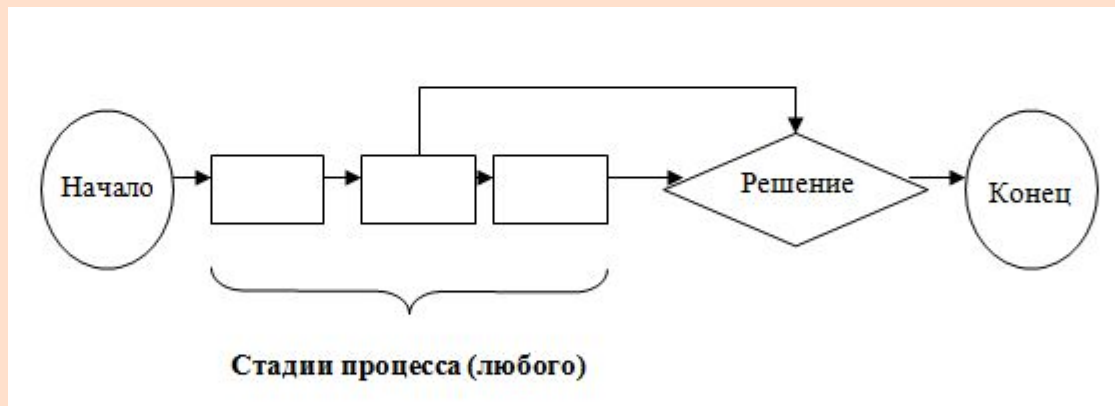 Начало
Решение
Конец
Стадии процесса (любого)